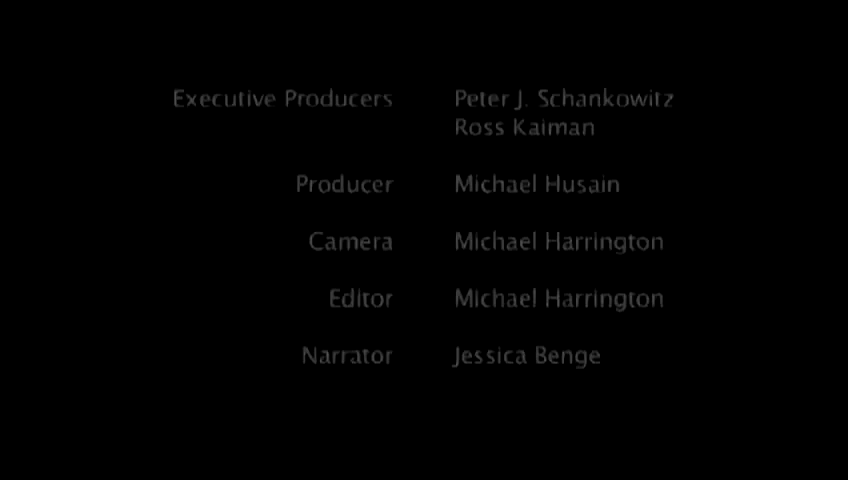 Executive Producers Peter J. Schankowitz
Ross Kaiman
Producer Michael Husain
Camera Michael Harrington
Editor Michael Harrington
Narrator Jessica Benge